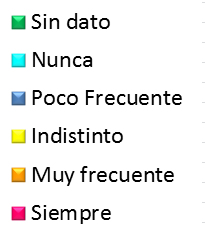 Sin dato
Nunca
Poco Frecuente
Indistinto
Muy frecuente
Siempre